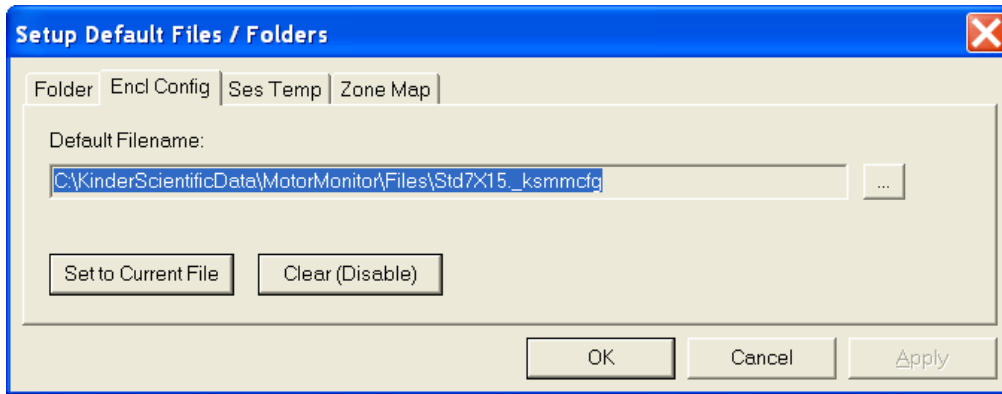 Setup Default Files / Folders
Folder Encl Config Ses Temp Zone Map
Default Filename:
C:\KinderScientificData\MotorMonitor\Files\Std7X15._ksmmcfg
...
Set to Current File Clear (Disable)
OK Cancel Apply